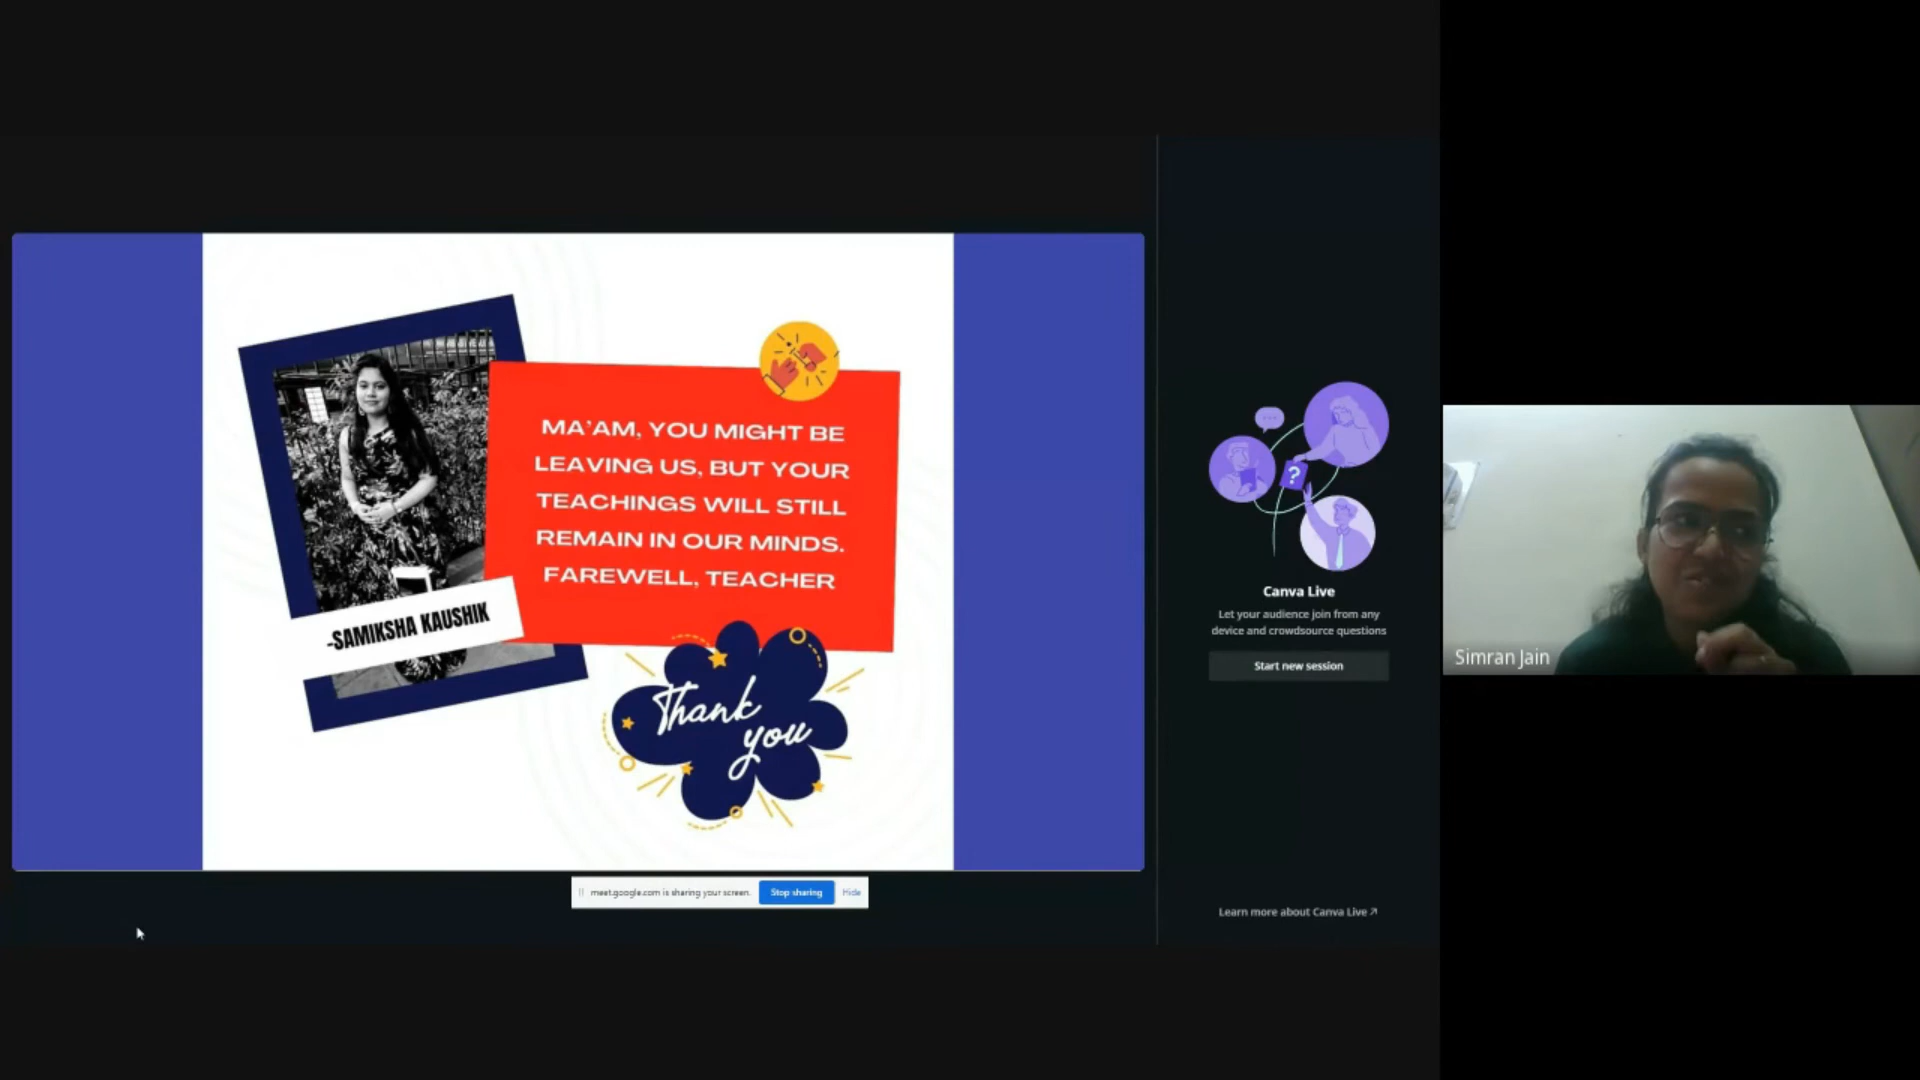 MA'AM, YOU MIGHT BE
LEAVING US, BUT YOUR
TEACHINGS WILL STILL
REMAIN IN OUR MINDS.
FAREWELL, TEACHER
-SAMIKSHA KAUSHIK
Thank
you
meet.google.com is sharing your screen.
Stop sharing
Hide
?
Canva Live
Let your audience join from any
device and crowdsource questions
Start new session
Learn more about Canva Live ↗
Simran Jain